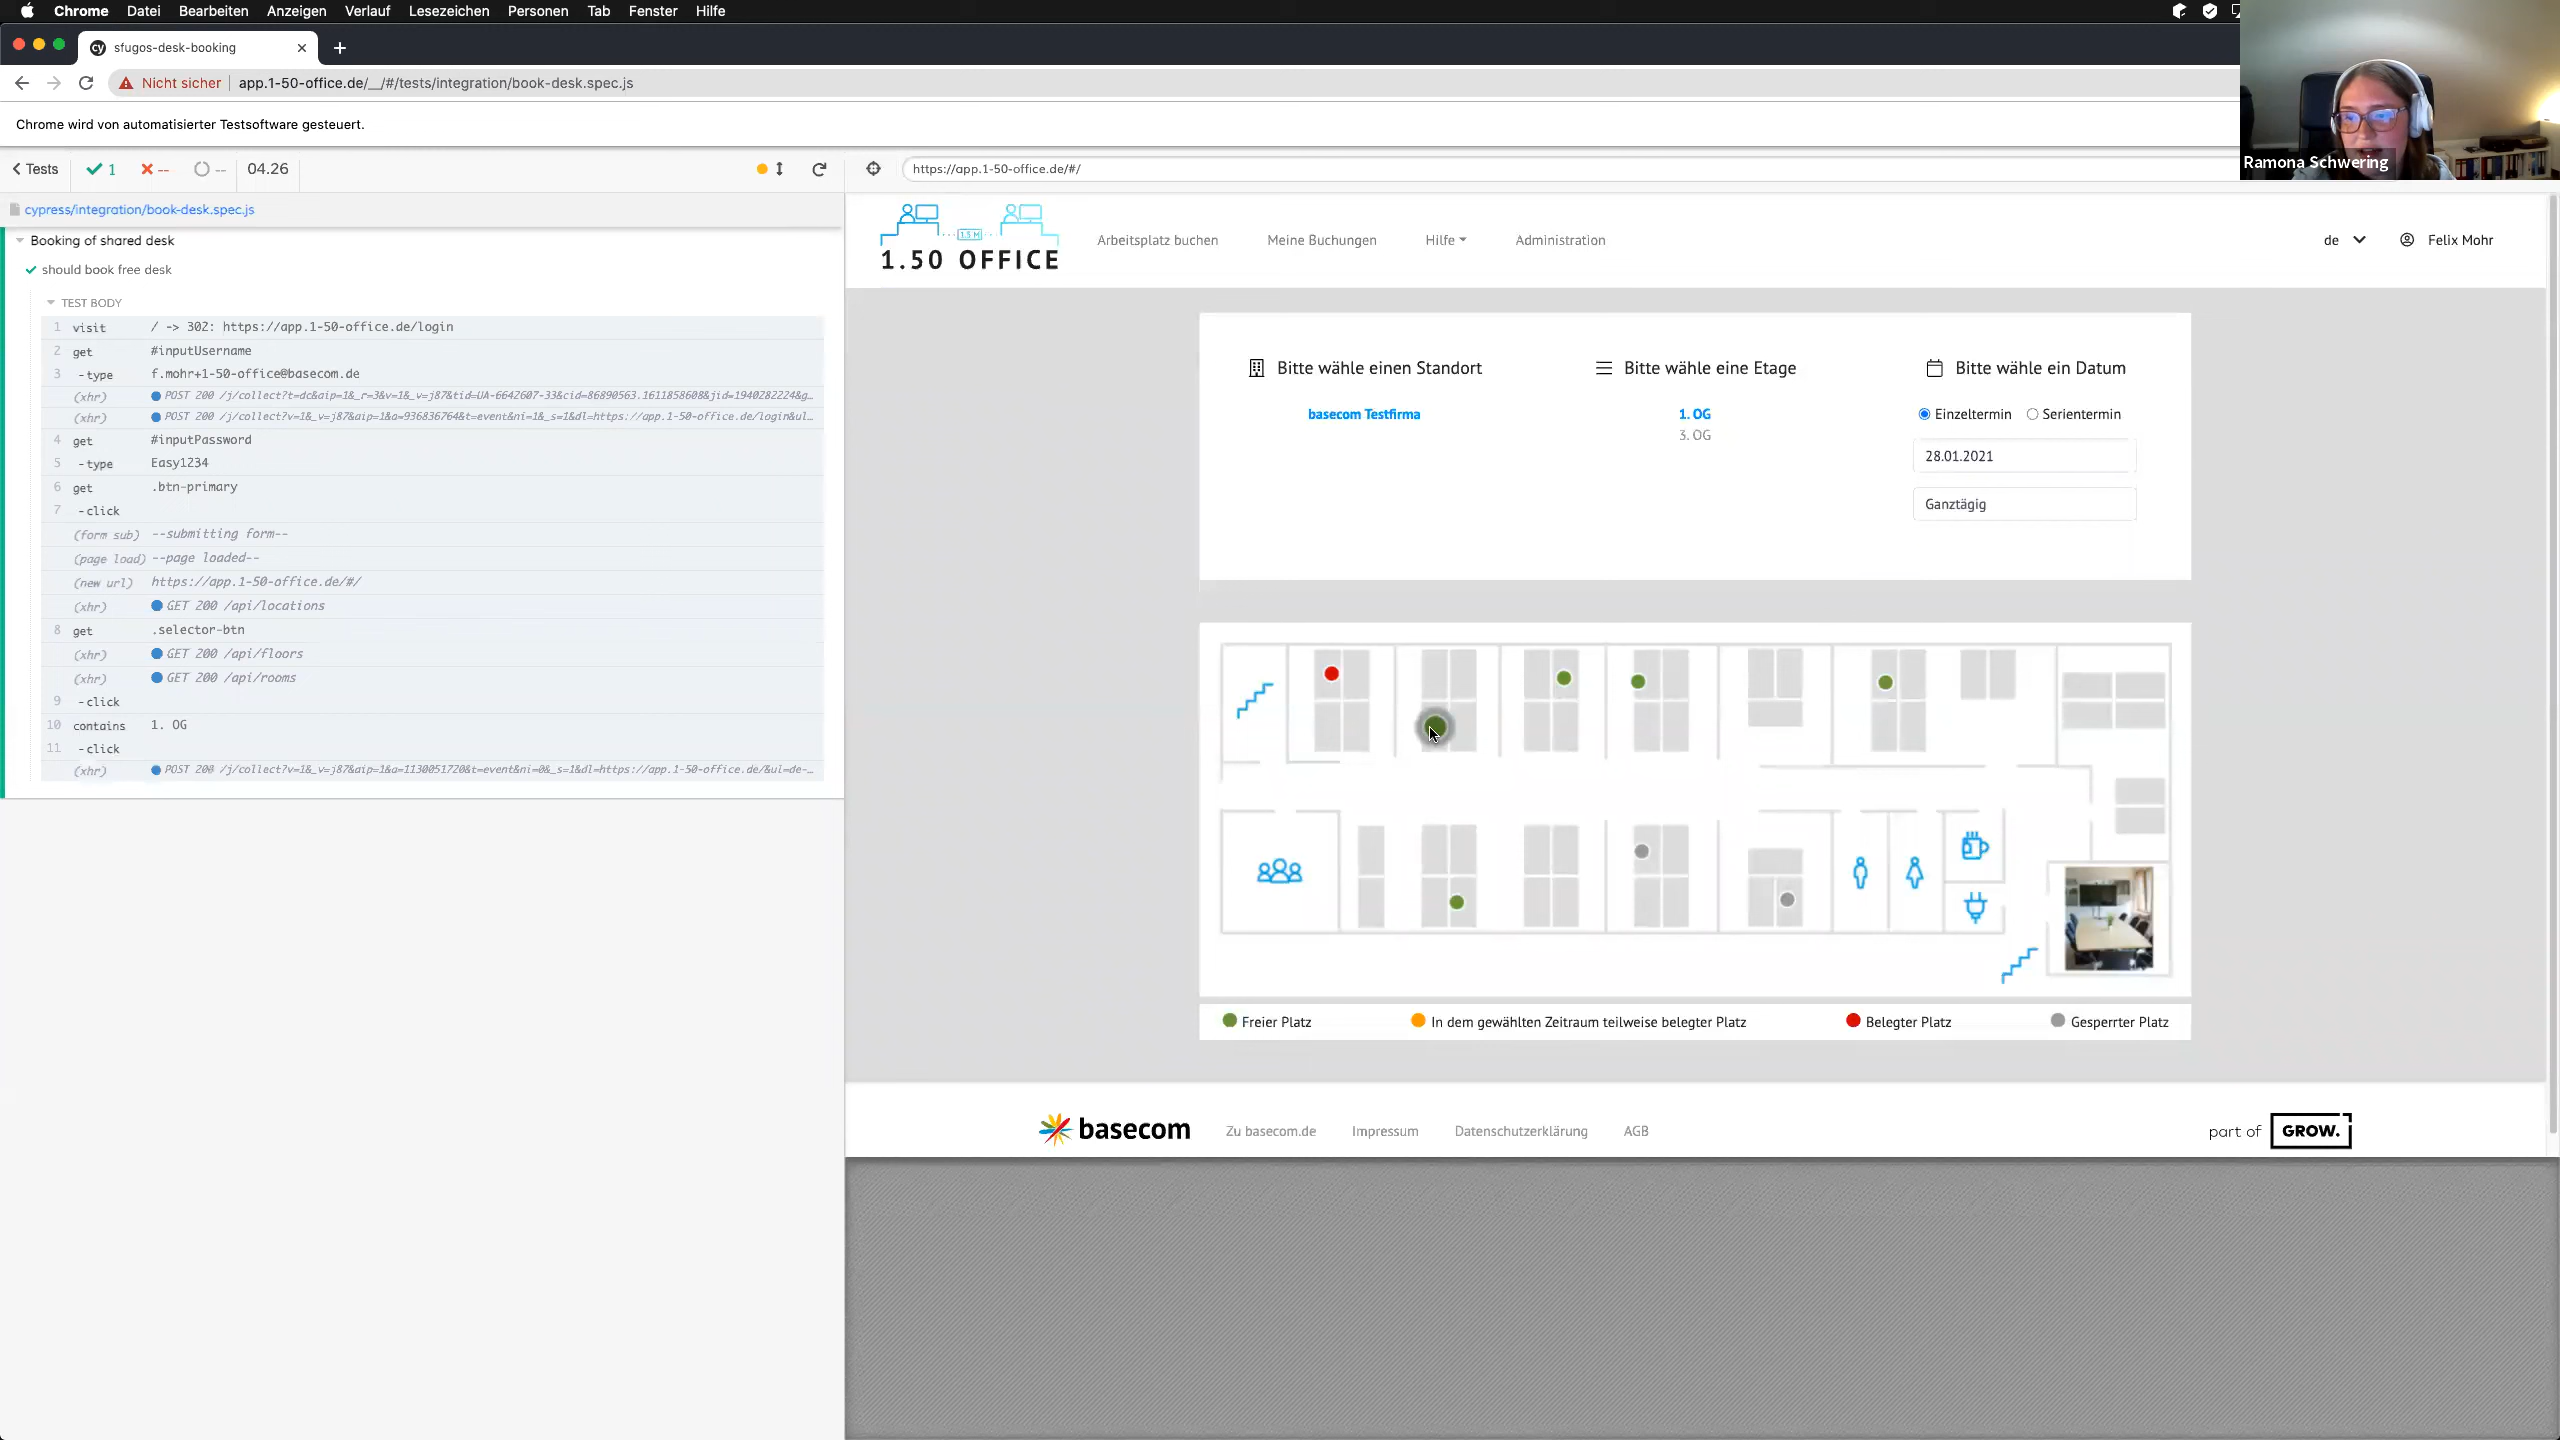 Chrome Datei Bearbeiten Anzeigen Verlauf Lesezeichen Personen Tab Fenster Hilfe
cy sfugos-desk-booking
Nicht sicher app.1-50-office.de/__/#/tests/integration/book-desk.spec.js
Chrome wird von automatisierter Testsoftware gesteuert.
Ramona Schwering
Tests 1 -- -- 04.26
https://app.1-50-office.de/#/
cypress/integration/book-desk.spec.js
Booking of shared desk
should book free desk
TEST BODY
1 visit / -> 302: https://app.1-50-office.de/login
2 get #inputUsername
3 -type f.mohr+1-50-office@basecom.de
(xhr) POST 200 /j/collect?t=dc&aip=1&_r=3&v=1&_v=j87&tid=UA-6642607-33&cid=86890563.1611858608&jid=1940282224&g…
(xhr) POST 200 /j/collect?v=1&_v=j87&aip=1&a=936836764&t=event&ni=1&_s=1&dl=https://app.1-50-office.de/login&ul…
4 get #inputPassword
5 -type Easy1234
6 get .btn-primary
7 -click
(form sub) --submitting form--
(page load) --page loaded--
(new url) https://app.1-50-office.de/#/
(xhr) GET 200 /api/locations
8 get .selector-btn
(xhr) GET 200 /api/floors
(xhr) GET 200 /api/rooms
9 -click
10 contains 1. OG
11 -click
(xhr) POST 200 /j/collect?v=1&_v=j87&aip=1&a=1130051720&t=event&ni=0&_s=1&dl=https://app.1-50-office.de/&ul=de-…
1.5 M
1.50 OFFICE
Arbeitsplatz buchen Meine Buchungen Hilfe Administration de Felix Mohr
Bitte wähle einen Standort
basecom Testfirma
Bitte wähle eine Etage
1. OG
3. OG
Bitte wähle ein Datum
Einzeltermin Serientermin
28.01.2021
Ganztägig
Freier Platz In dem gewählten Zeitraum teilweise belegter Platz Belegter Platz Gesperrter Platz
basecom Zu basecom.de Impressum Datenschutzerklärung AGB part of GROW.